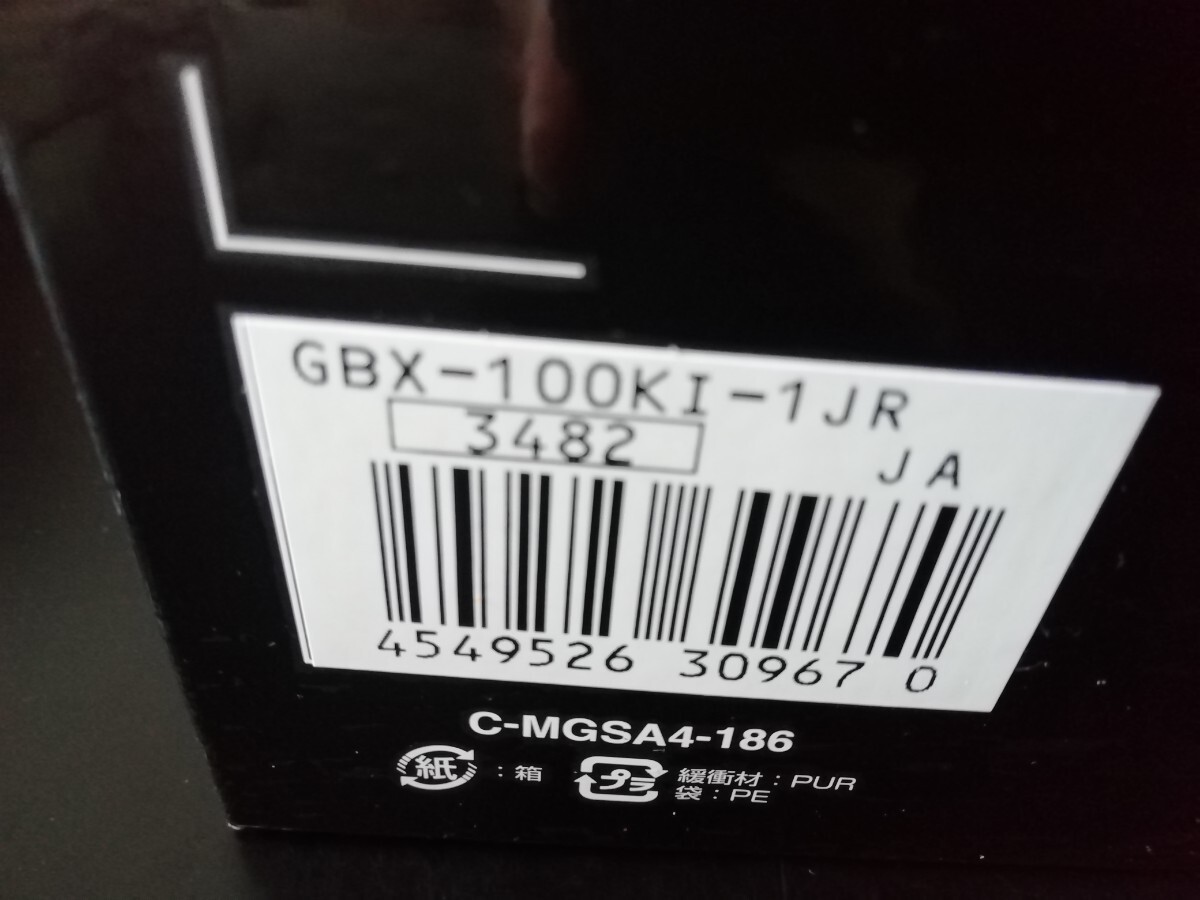 GBX-100KI-1JR
3482
JA
4549526 30967 0
C-MGSA4-186
紙 : 箱
プラ 緩衝材 : PUR
袋 : PE